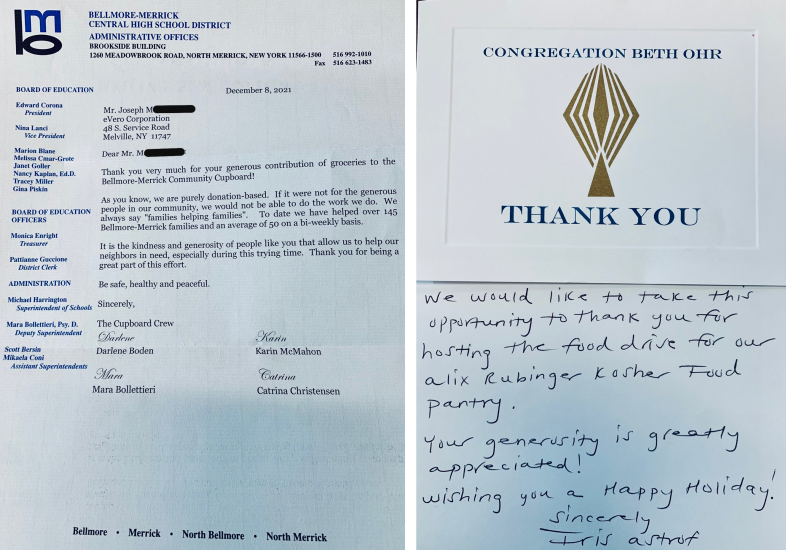 BELLMORE-MERRICK
CENTRAL HIGH SCHOOL DISTRICT
ADMINISTRATIVE OFFICES
BROOKSIDE BUILDING
1260 MEADOWBROOK ROAD, NORTH MERRICK, NEW YORK 11566-1500 516 992-1010
Fax 516 623-1483
BOARD OF EDUCATION
Edward Corona
President
Nina Lanci
Vice President
Marion Blane
Melissa Cmar-Grote
Janet Goller
Nancy Kaplan, Ed.D.
Tracey Miller
Gina Piskin
BOARD OF EDUCATION
OFFICERS
Monica Enright
Treasurer
Pattianne Guccione
District Clerk
ADMINISTRATION
Michael Harrington
Superintendent of Schools
Mara Bollettieri, Psy. D.
Deputy Superintendent
Scott Bersin
Mikaela Coni
Assistant Superintendents
December 8, 2021
Mr. Joseph M
eVero Corporation
48 S. Service Road
Melville, NY 11747
Dear Mr. M
Thank you very much for your generous contribution of groceries to the
Bellmore-Merrick Community Cupboard!
As you know, we are purely donation-based. If it were not for the generous
people in our community, we would not be able to do the work we do. We
always say "families helping families". To date we have helped over 145
Bellmore-Merrick families and an average of 50 on a bi-weekly basis.
It is the kindness and generosity of people like you that allow us to help our
neighbors in need, especially during this trying time. Thank you for being a
great part of this effort.
Be safe, healthy and peaceful.
Sincerely,
The Cupboard Crew
Darlene Karin
Darlene Boden Karin McMahon
Mara Catrina
Mara Bollettieri Catrina Christensen
Bellmore • Merrick • North Bellmore • North Merrick
CONGREGATION BETH OHR
THANK YOU
We would like to take this
opportunity to thank you for
hosting the food drive for our
alix Rubinger Kosher Food
pantry.
Your generusity is greatly
appreciated!
Wishing you a Happy Holiday!
Sincerely
Iris astrof